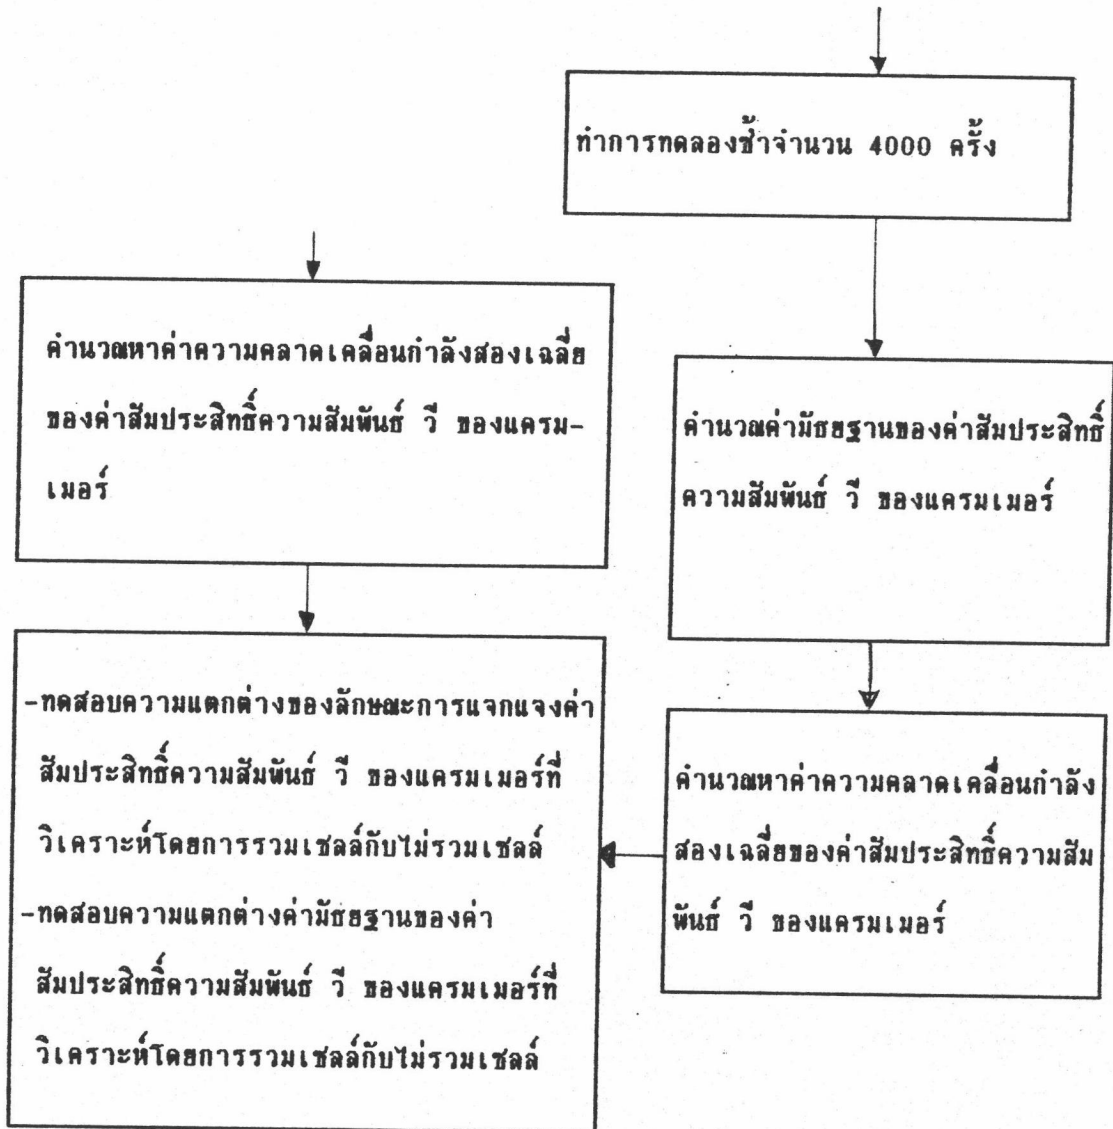 ทำการทดลองซ้ำจำนวน 4000 ครั้ง
คำนวณหาค่าความคลาดเคลื่อนกำลังสองเฉลี่ย
ของค่าสัมประสิทธิ์ความสัมพันธ์ วี ของแครม-
เมอร์
คำนวณค่ามัธยฐานของค่าสัมประสิทธิ์
ความสัมพันธ์ วี ของแครมเมอร์
-ทดสอบความแตกต่างของลักษณะการแจกแจงค่า
สัมประสิทธิ์ความสัมพันธ์ วี ของแครมเมอร์ที่
วิเคราะห์โดยการรวมเซลล์กับไม่รวมเซลล์
-ทดสอบความแตกต่างค่ามัธยฐานของค่า
สัมประสิทธิ์ความสัมพันธ์ วี ของแครมเมอร์ที่
วิเคราะห์โดยการรวมเซลล์กับไม่รวมเซลล์
คำนวณหาค่าความคลาดเคลื่อนกำลัง
สองเฉลี่ยของค่าสัมประสิทธิ์ความสัม
พันธ์ วี ของแครมเมอร์